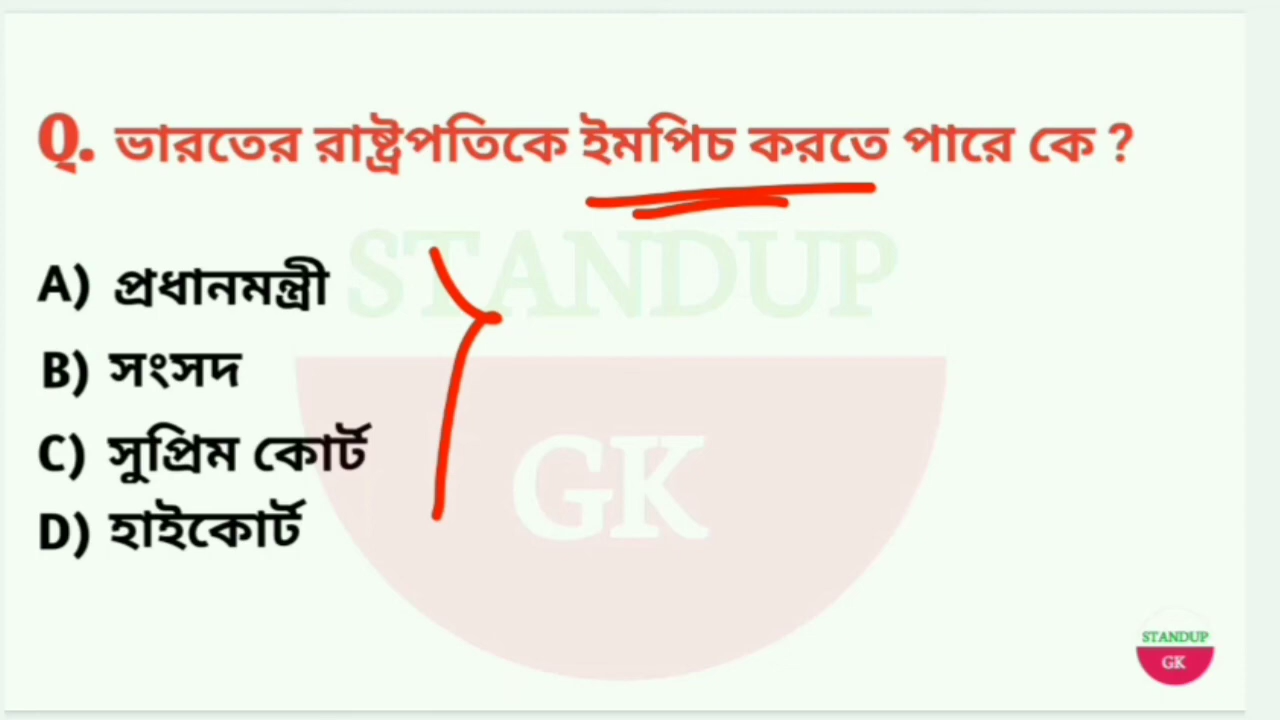 Q. ভারতের রাষ্ট্রপতিকে ইমপিচ করতে পারে কে ?
A) প্রধানমন্ত্রী
B) সংসদ
C) সুপ্রিম কোর্ট
D) হাইকোর্ট
STANDUP
GK
STANDUP
GK